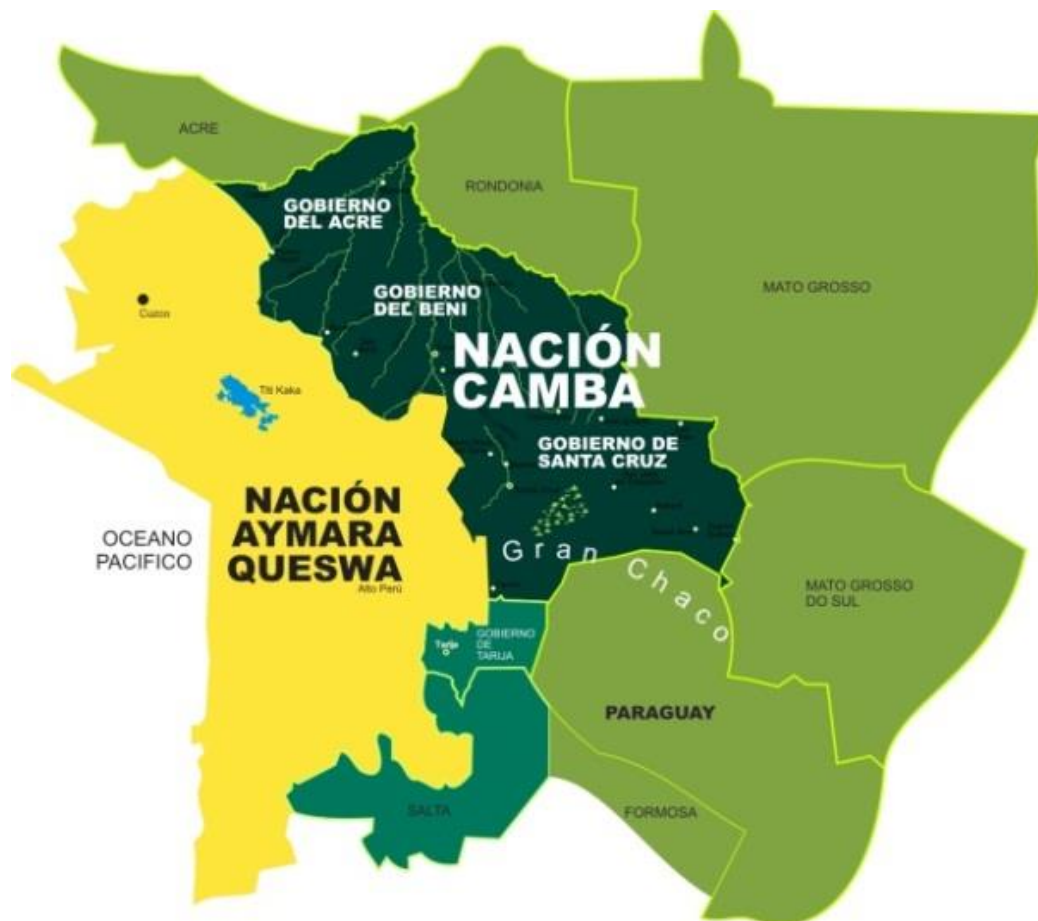 ACRE
RONDONIA
GOBIERNO
DEL ACRE
MATO GROSSO
GOBIERNO
DEL BENI
Cuzco
NACIÓN
CAMBA
Titi Kaka
GOBIERNO DE
SANTA CRUZ
NACIÓN
AYMARA
QUESWA
Alto Perú
OCEANO
PACIFICO
Gran Chaco
MATO GROSSO
DO SUL
GOBIERNO
DE
TARIJA
Tarija
PARAGUAY
SALTA
FORMOSA